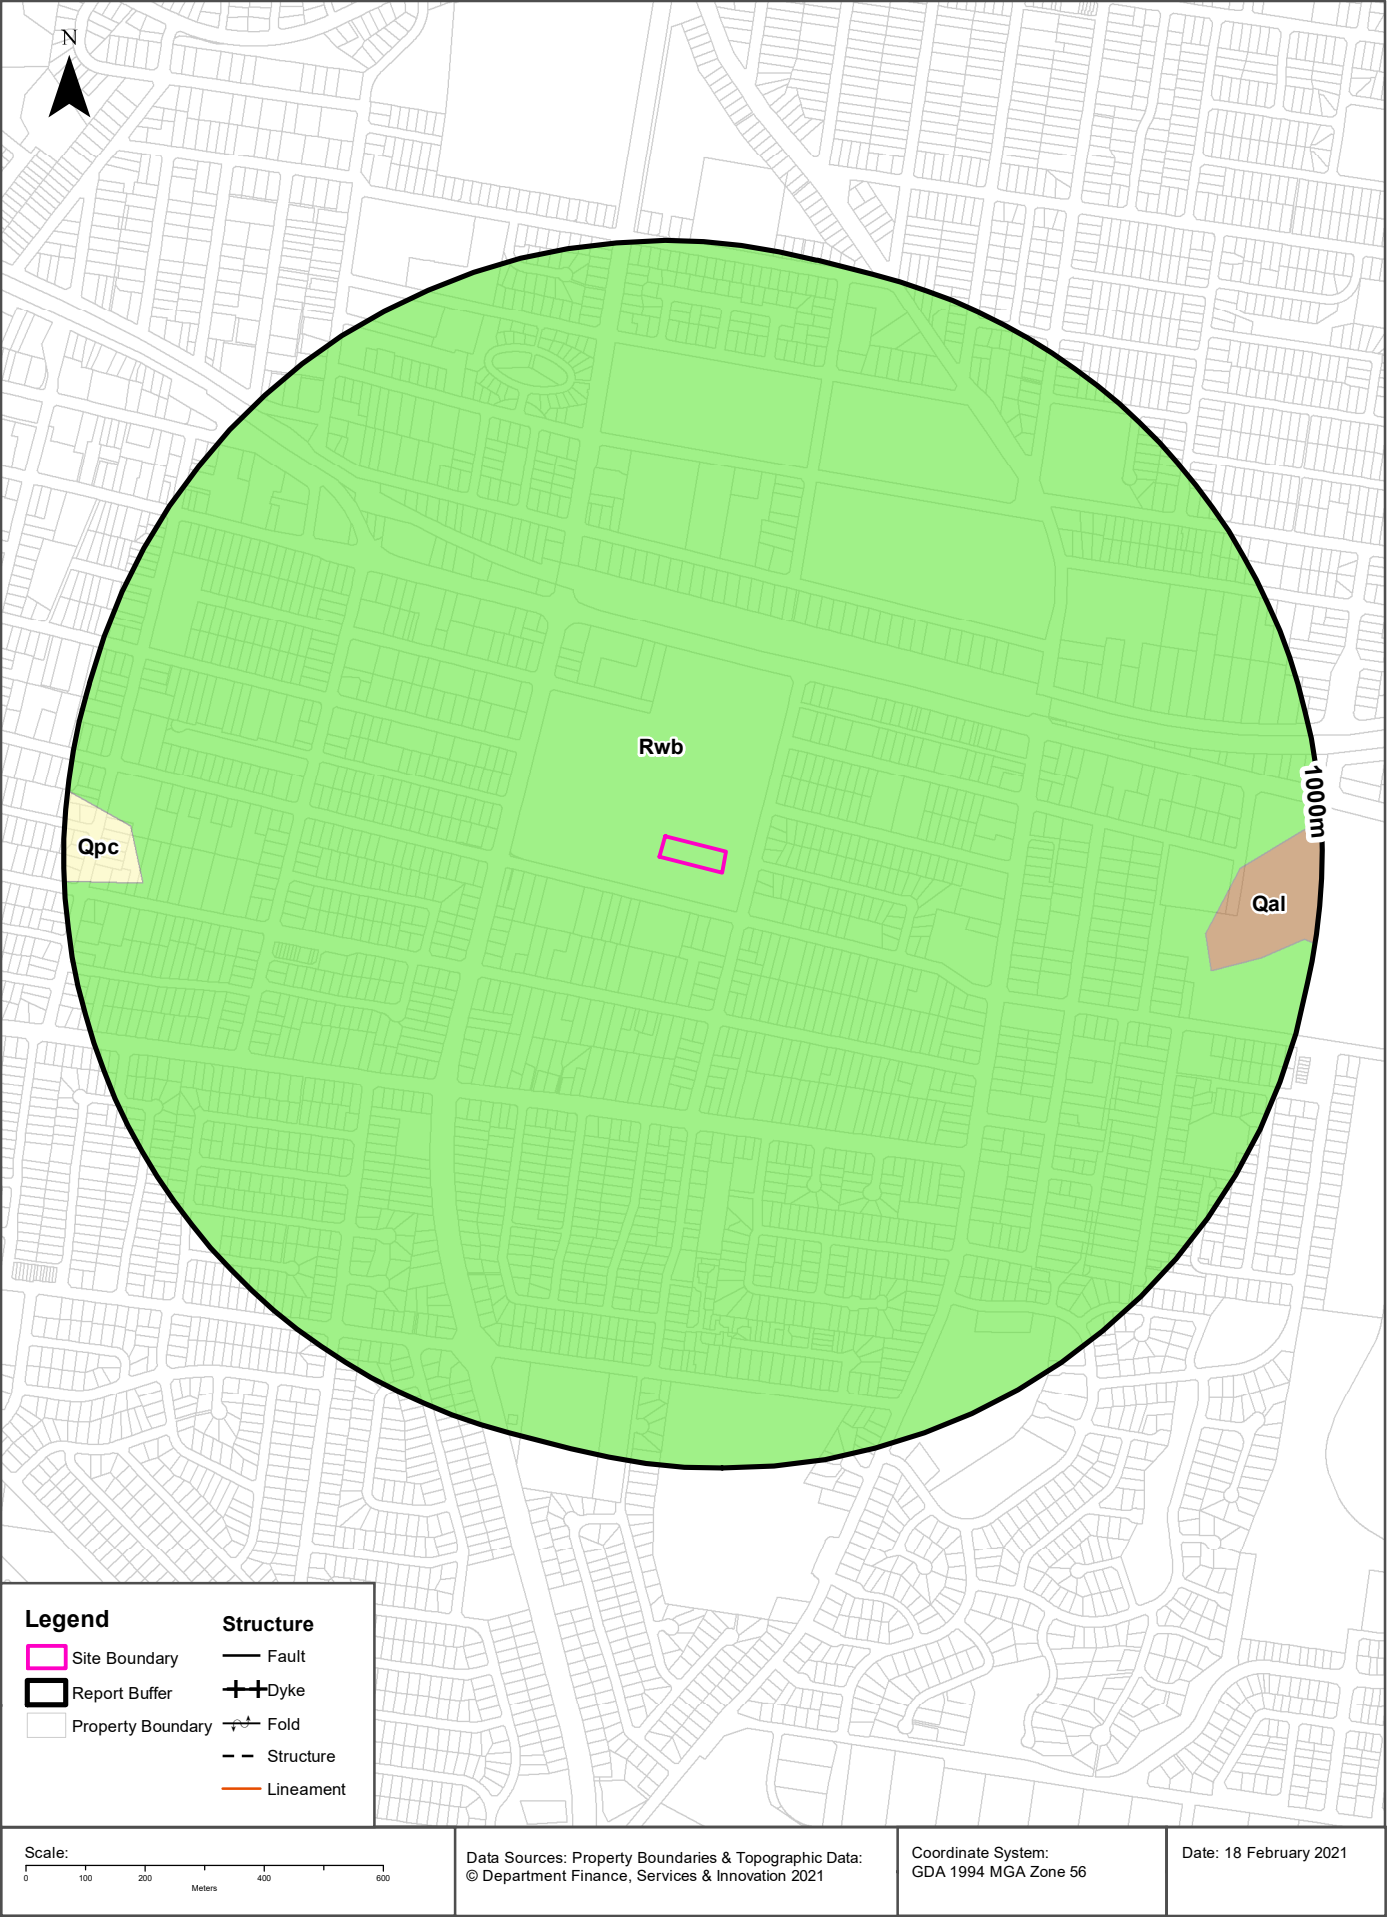 N
Rwb
1000m
Qpc
Qal
Legend
Site Boundary
Report Buffer
Property Boundary
Structure
Fault
Dyke
Fold
Structure
Lineament
Scale:
0 100 200 400 600
Meters
Data Sources: Property Boundaries & Topographic Data:
© Department Finance, Services & Innovation 2021
Coordinate System:
GDA 1994 MGA Zone 56
Date: 18 February 2021